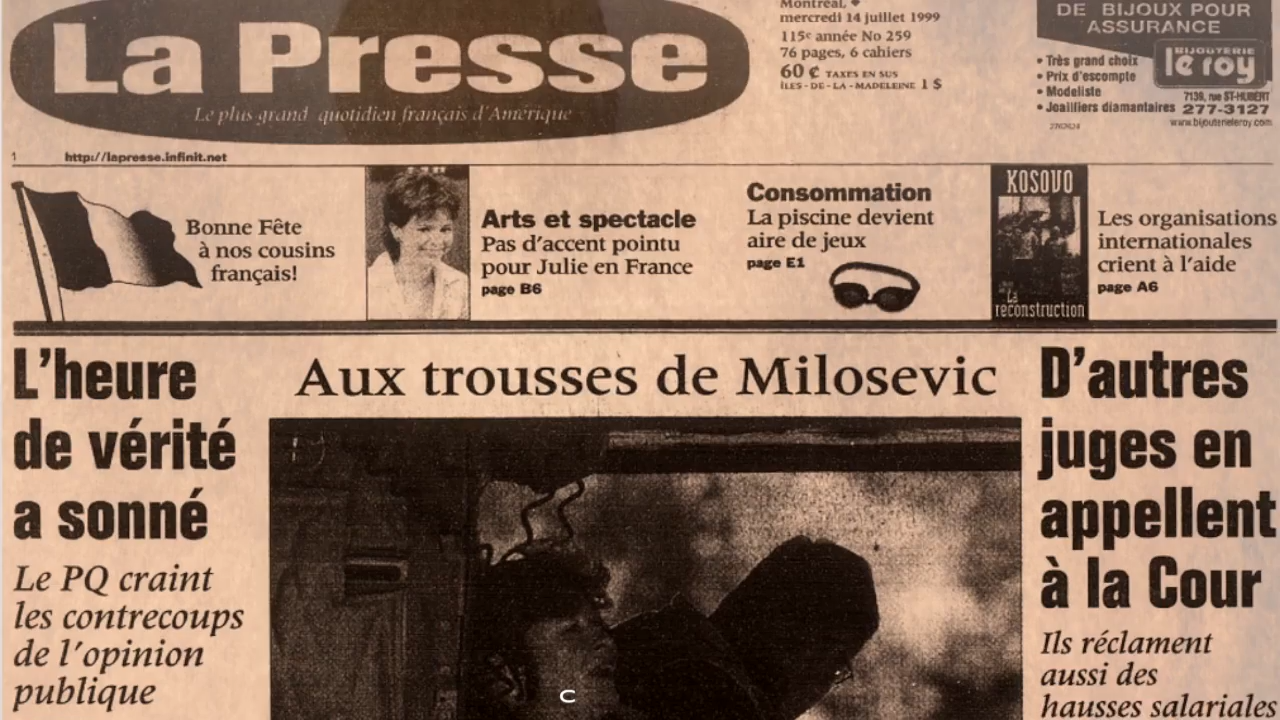 La Presse
Le plus grand quotidien français d'Amérique
Montréal,
mercredi 14 juillet 1999
115e année No 259
76 pages, 6 cahiers
60 ¢ TAXES EN SUS
ÎLES-DE-LA-MADELEINE 1 $
DE BIJOUX POUR
ASSURANCE
• Très grand choix
• Prix d'escompte
• Modeliste
• Joailliers diamantaires
BIJOUTERIE
le roy
7139, rue ST-HUBERT
277-3127
www.bijouterieleroy.com
1
http://lapresse.infinit.net
Bonne Fête
à nos cousins
français!
Arts et spectacle
Pas d'accent pointu
pour Julie en France
page B6
Consommation
La piscine devient
aire de jeux
page E1
KOSOVO
La
reconstruction
Les organisations
internationales
crient à l'aide
page A6
L'heure
de vérité
a sonné
Le PQ craint
les contrecoups
de l'opinion
publique
Aux trousses de Milosevic
D'autres
juges en
appellent
à la Cour
Ils réclament
aussi des
hausses salariales
C